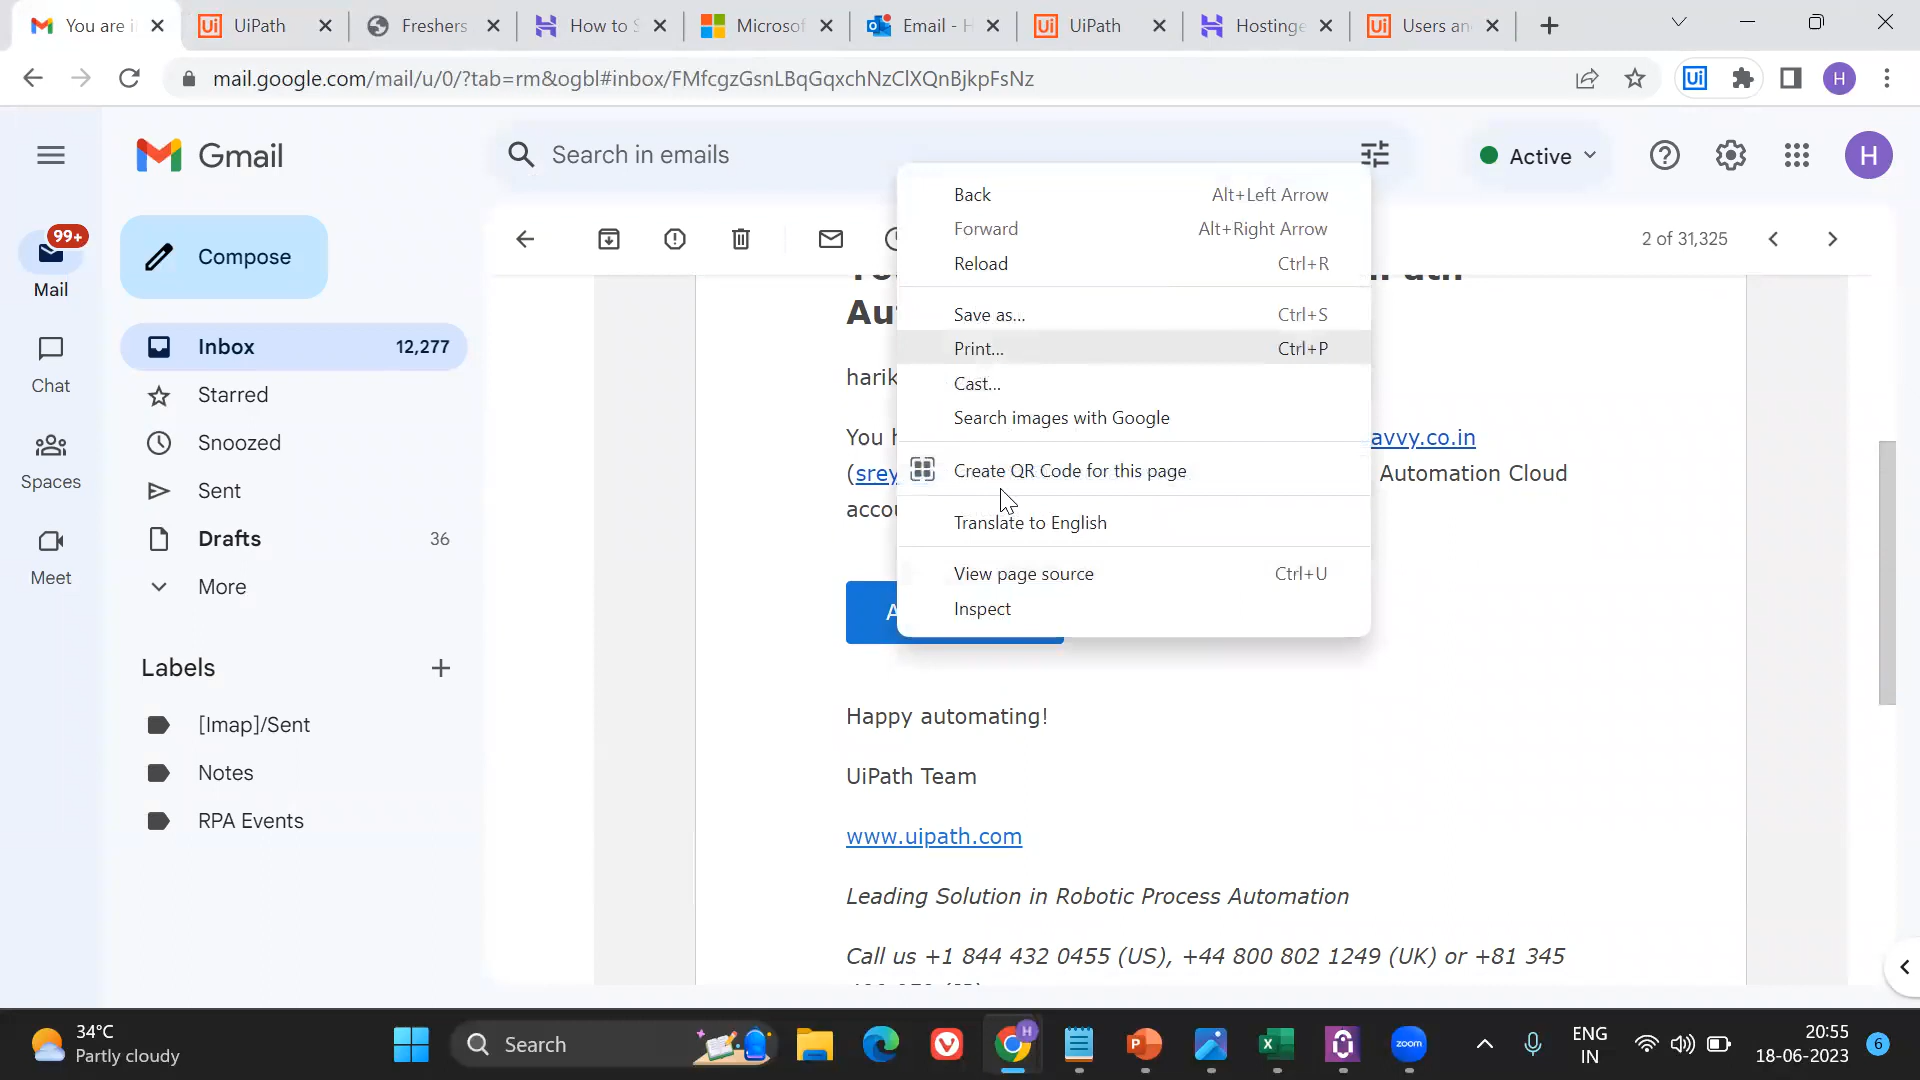 You are i
UiPath
Freshers
How to S
Microsof
Email - H
UiPath
Hostinge
Users an
mail.google.com/mail/u/0/?tab=rm&ogbl#inbox/FMfcgzGsnLBqGqxchNzClXQnBjkpFsNz
Ui
H
Gmail
Search in emails
Active
H
99+
Mail
Chat
Spaces
Meet
Compose
Inbox 12,277
Starred
Snoozed
Sent
Drafts 36
More
Labels
[Imap]/Sent
Notes
RPA Events
2 of 31,325
Back Alt+Left Arrow
Forward Alt+Right Arrow
Reload Ctrl+R
Save as... Ctrl+S
Print... Ctrl+P
Cast...
Search images with Google
Create QR Code for this page
Translate to English
View page source Ctrl+U
Inspect
Au
harik
You h avvy.co.in
(srey Automation Cloud
accou
A
Happy automating!
UiPath Team
www.uipath.com
Leading Solution in Robotic Process Automation
Call us +1 844 432 0455 (US), +44 800 802 1249 (UK) or +81 345
34°C
Partly cloudy
Search
H
zoom
ENG
IN
20:55
18-06-2023
6